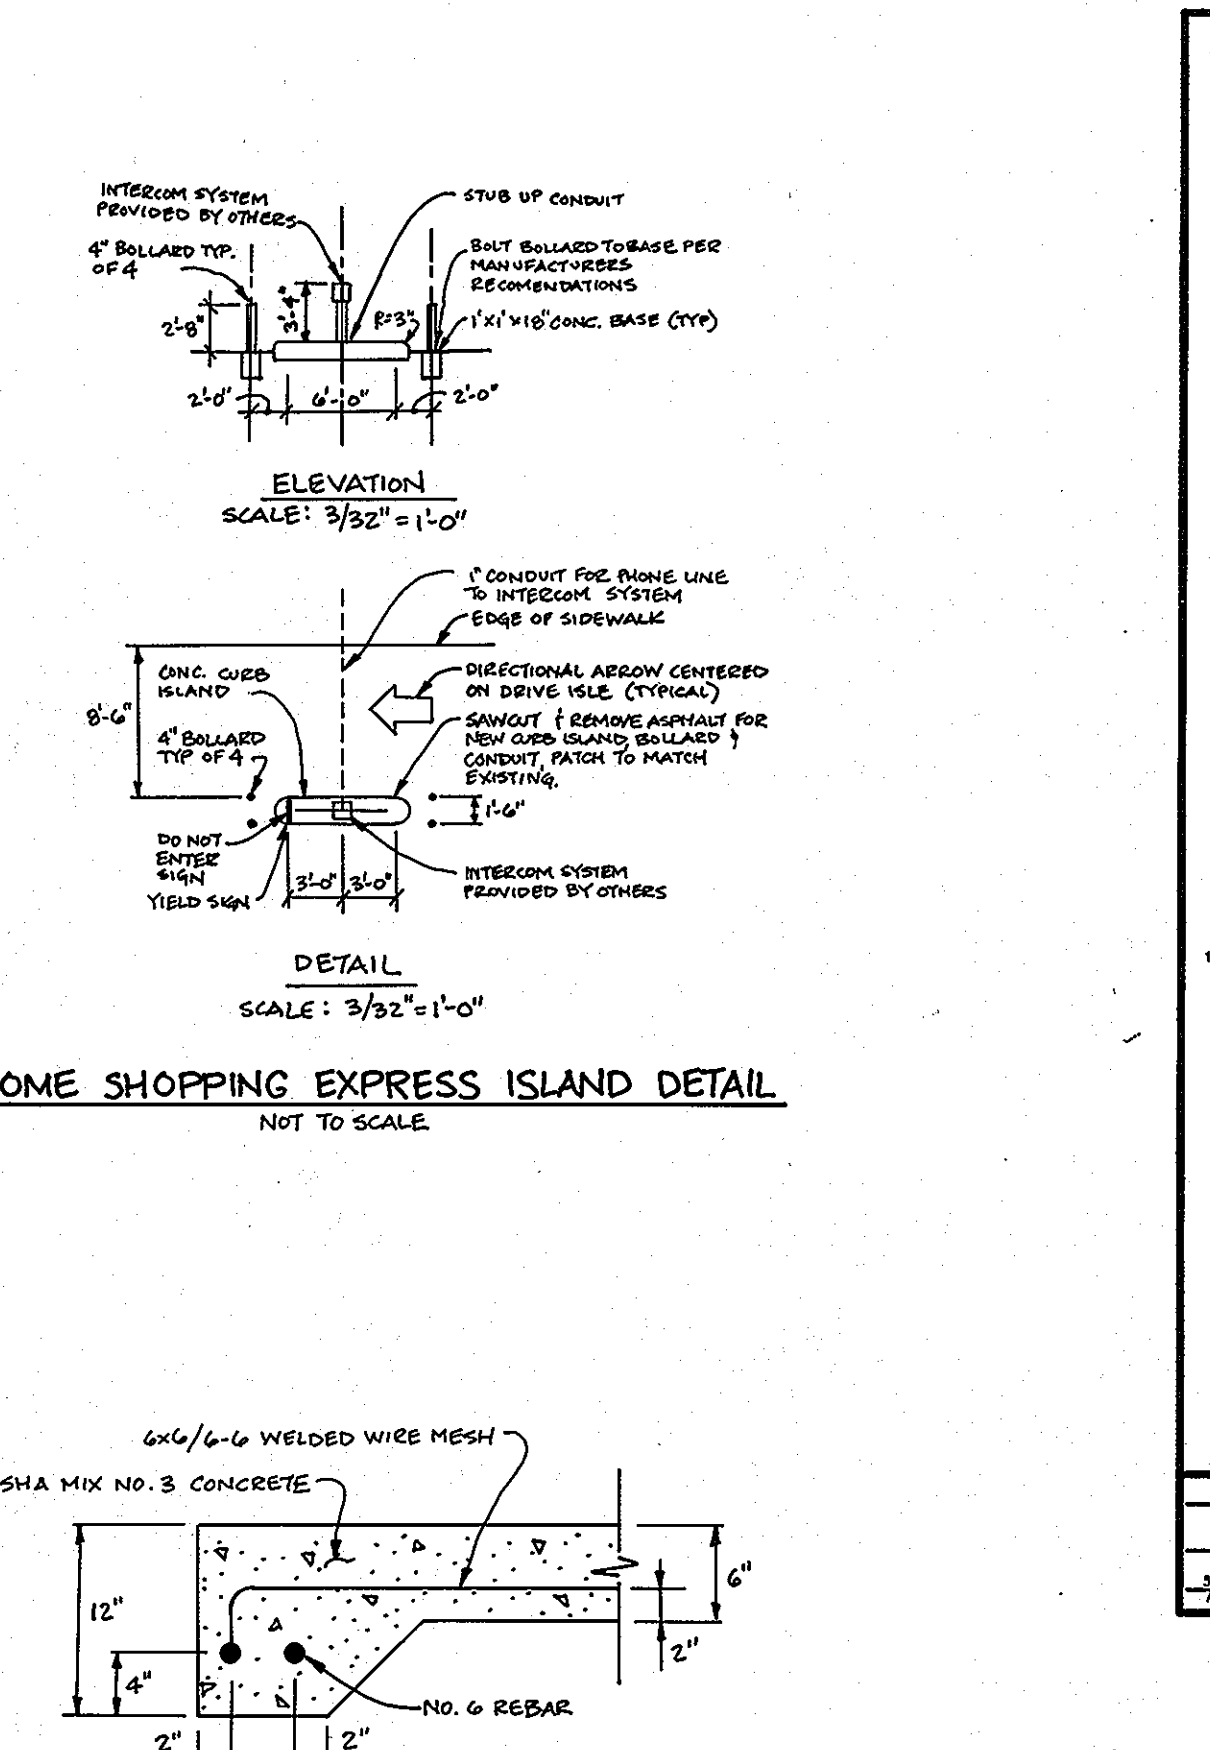 INTERCOM SYSTEM
PROVIDED BY OTHERS
STUB UP CONDUIT
4" BOLLARD TYP.
OF 4
BOLT BOLLARD TO BASE PER
MANUFACTURERS
RECOMENDATIONS
2'-8"
3'-4"
R=3"
1'X1'X18" CONC. BASE (TYP)
2'-0"
6'-0"
2'-0"
ELEVATION
SCALE: 3/32" = 1'-0"
1" CONDUIT FOR PHONE LINE
TO INTERCOM SYSTEM
EDGE OF SIDEWALK
CONC. CURB
ISLAND
DIRECTIONAL ARROW CENTERED
ON DRIVE ISLE (TYPICAL)
8'-6"
4" BOLLARD
TYP OF 4
SAWCUT & REMOVE ASPHALT FOR
NEW CURB ISLAND, BOLLARD &
CONDUIT, PATCH TO MATCH
EXISTING.
1'-6"
DO NOT
ENTER
SIGN
YIELD SIGN
3'-0"
3'-0"
INTERCOM SYSTEM
PROVIDED BY OTHERS
DETAIL
SCALE: 3/32"=1'-0"
OME SHOPPING EXPRESS ISLAND DETAIL
NOT TO SCALE
6x6/6-6 WELDED WIRE MESH
SHA MIX NO. 3 CONCRETE
12"
6"
4"
2"
NO. 6 REBAR
2"
2"